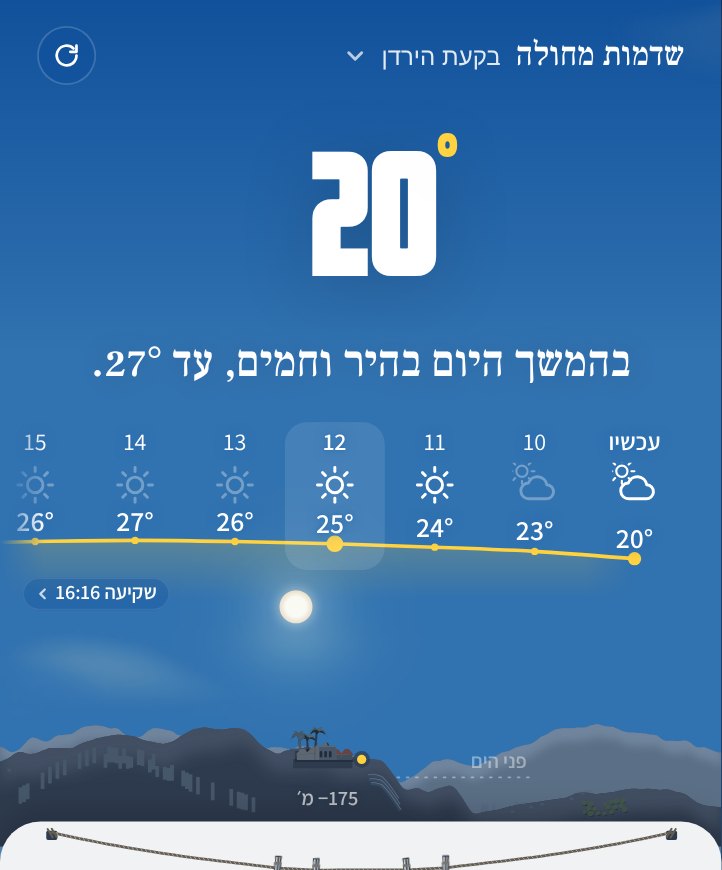 שדמות מחולה בקעת הירדן
20°
בהמשך היום בהיר וחמים, עד 27°.
עכשיו 10 11 12 13 14 15
20° 23° 24° 25° 26° 27° 26°
שקיעה 16:16
פני הים
−175 מ׳